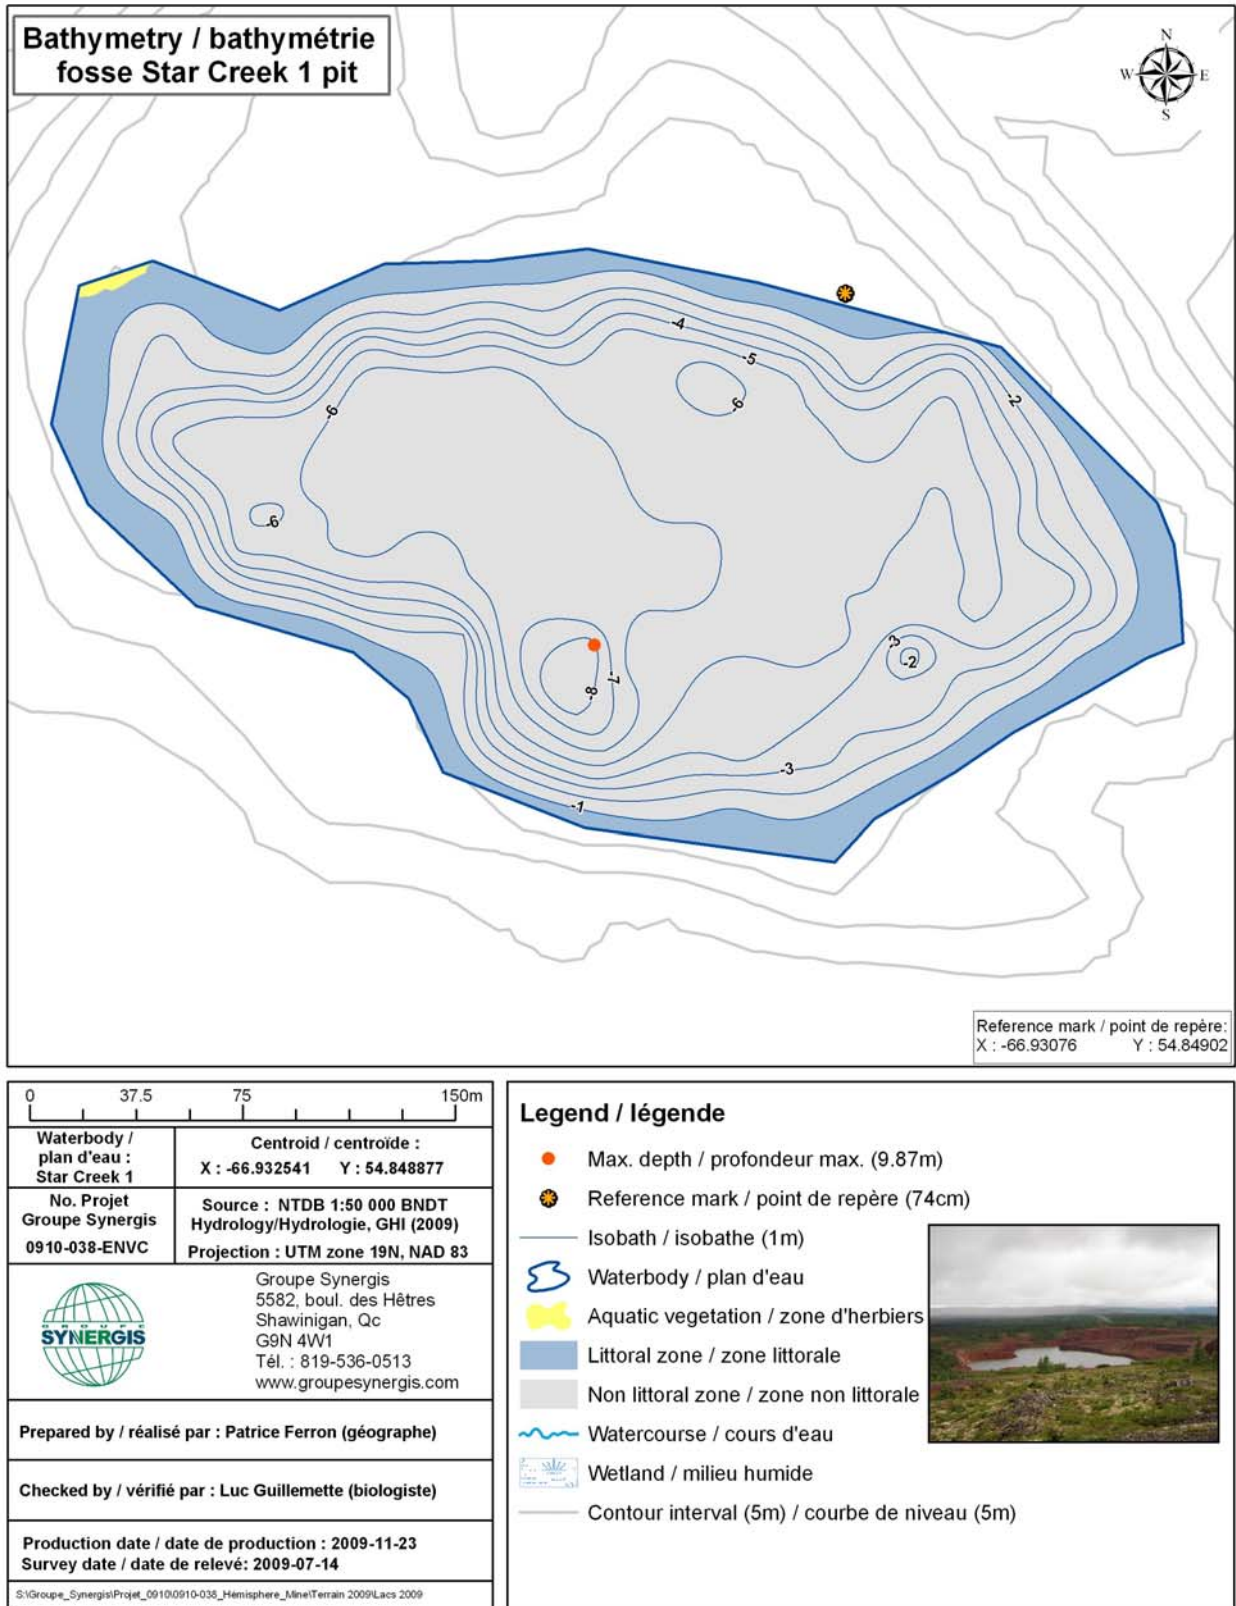 Bathymetry / bathymétrie
fosse Star Creek 1 pit
N
W E
S
-4
-5
-6
-6
-2
-6
-3
-2
-7
-8
-3
-1
Reference mark / point de repère:
X : -66.93076 Y : 54.84902
0 37.5 75 150m
Waterbody /
plan d'eau :
Star Creek 1
Centroid / centroïde :
X : -66.932541 Y : 54.848877
No. Projet
Groupe Synergis
0910-038-ENVC
Source : NTDB 1:50 000 BNDT
Hydrology/Hydrologie, GHI (2009)
Projection : UTM zone 19N, NAD 83
GROUPE
SYNERGIS
Groupe Synergis
5582, boul. des Hêtres
Shawinigan, Qc
G9N 4W1
Tél. : 819-536-0513
www.groupesynergis.com
Prepared by / réalisé par : Patrice Ferron (géographe)
Checked by / vérifié par : Luc Guillemette (biologiste)
Production date / date de production : 2009-11-23
Survey date / date de relevé: 2009-07-14
S:\Groupe_Synergis\Projet_0910\0910-038_Hemisphere_Mine\Terrain 2009\Lacs 2009
Legend / légende
Max. depth / profondeur max. (9.87m)
Reference mark / point de repère (74cm)
Isobath / isobathe (1m)
Waterbody / plan d'eau
Aquatic vegetation / zone d'herbiers
Littoral zone / zone littorale
Non littoral zone / zone non littorale
Watercourse / cours d'eau
Wetland / milieu humide
Contour interval (5m) / courbe de niveau (5m)